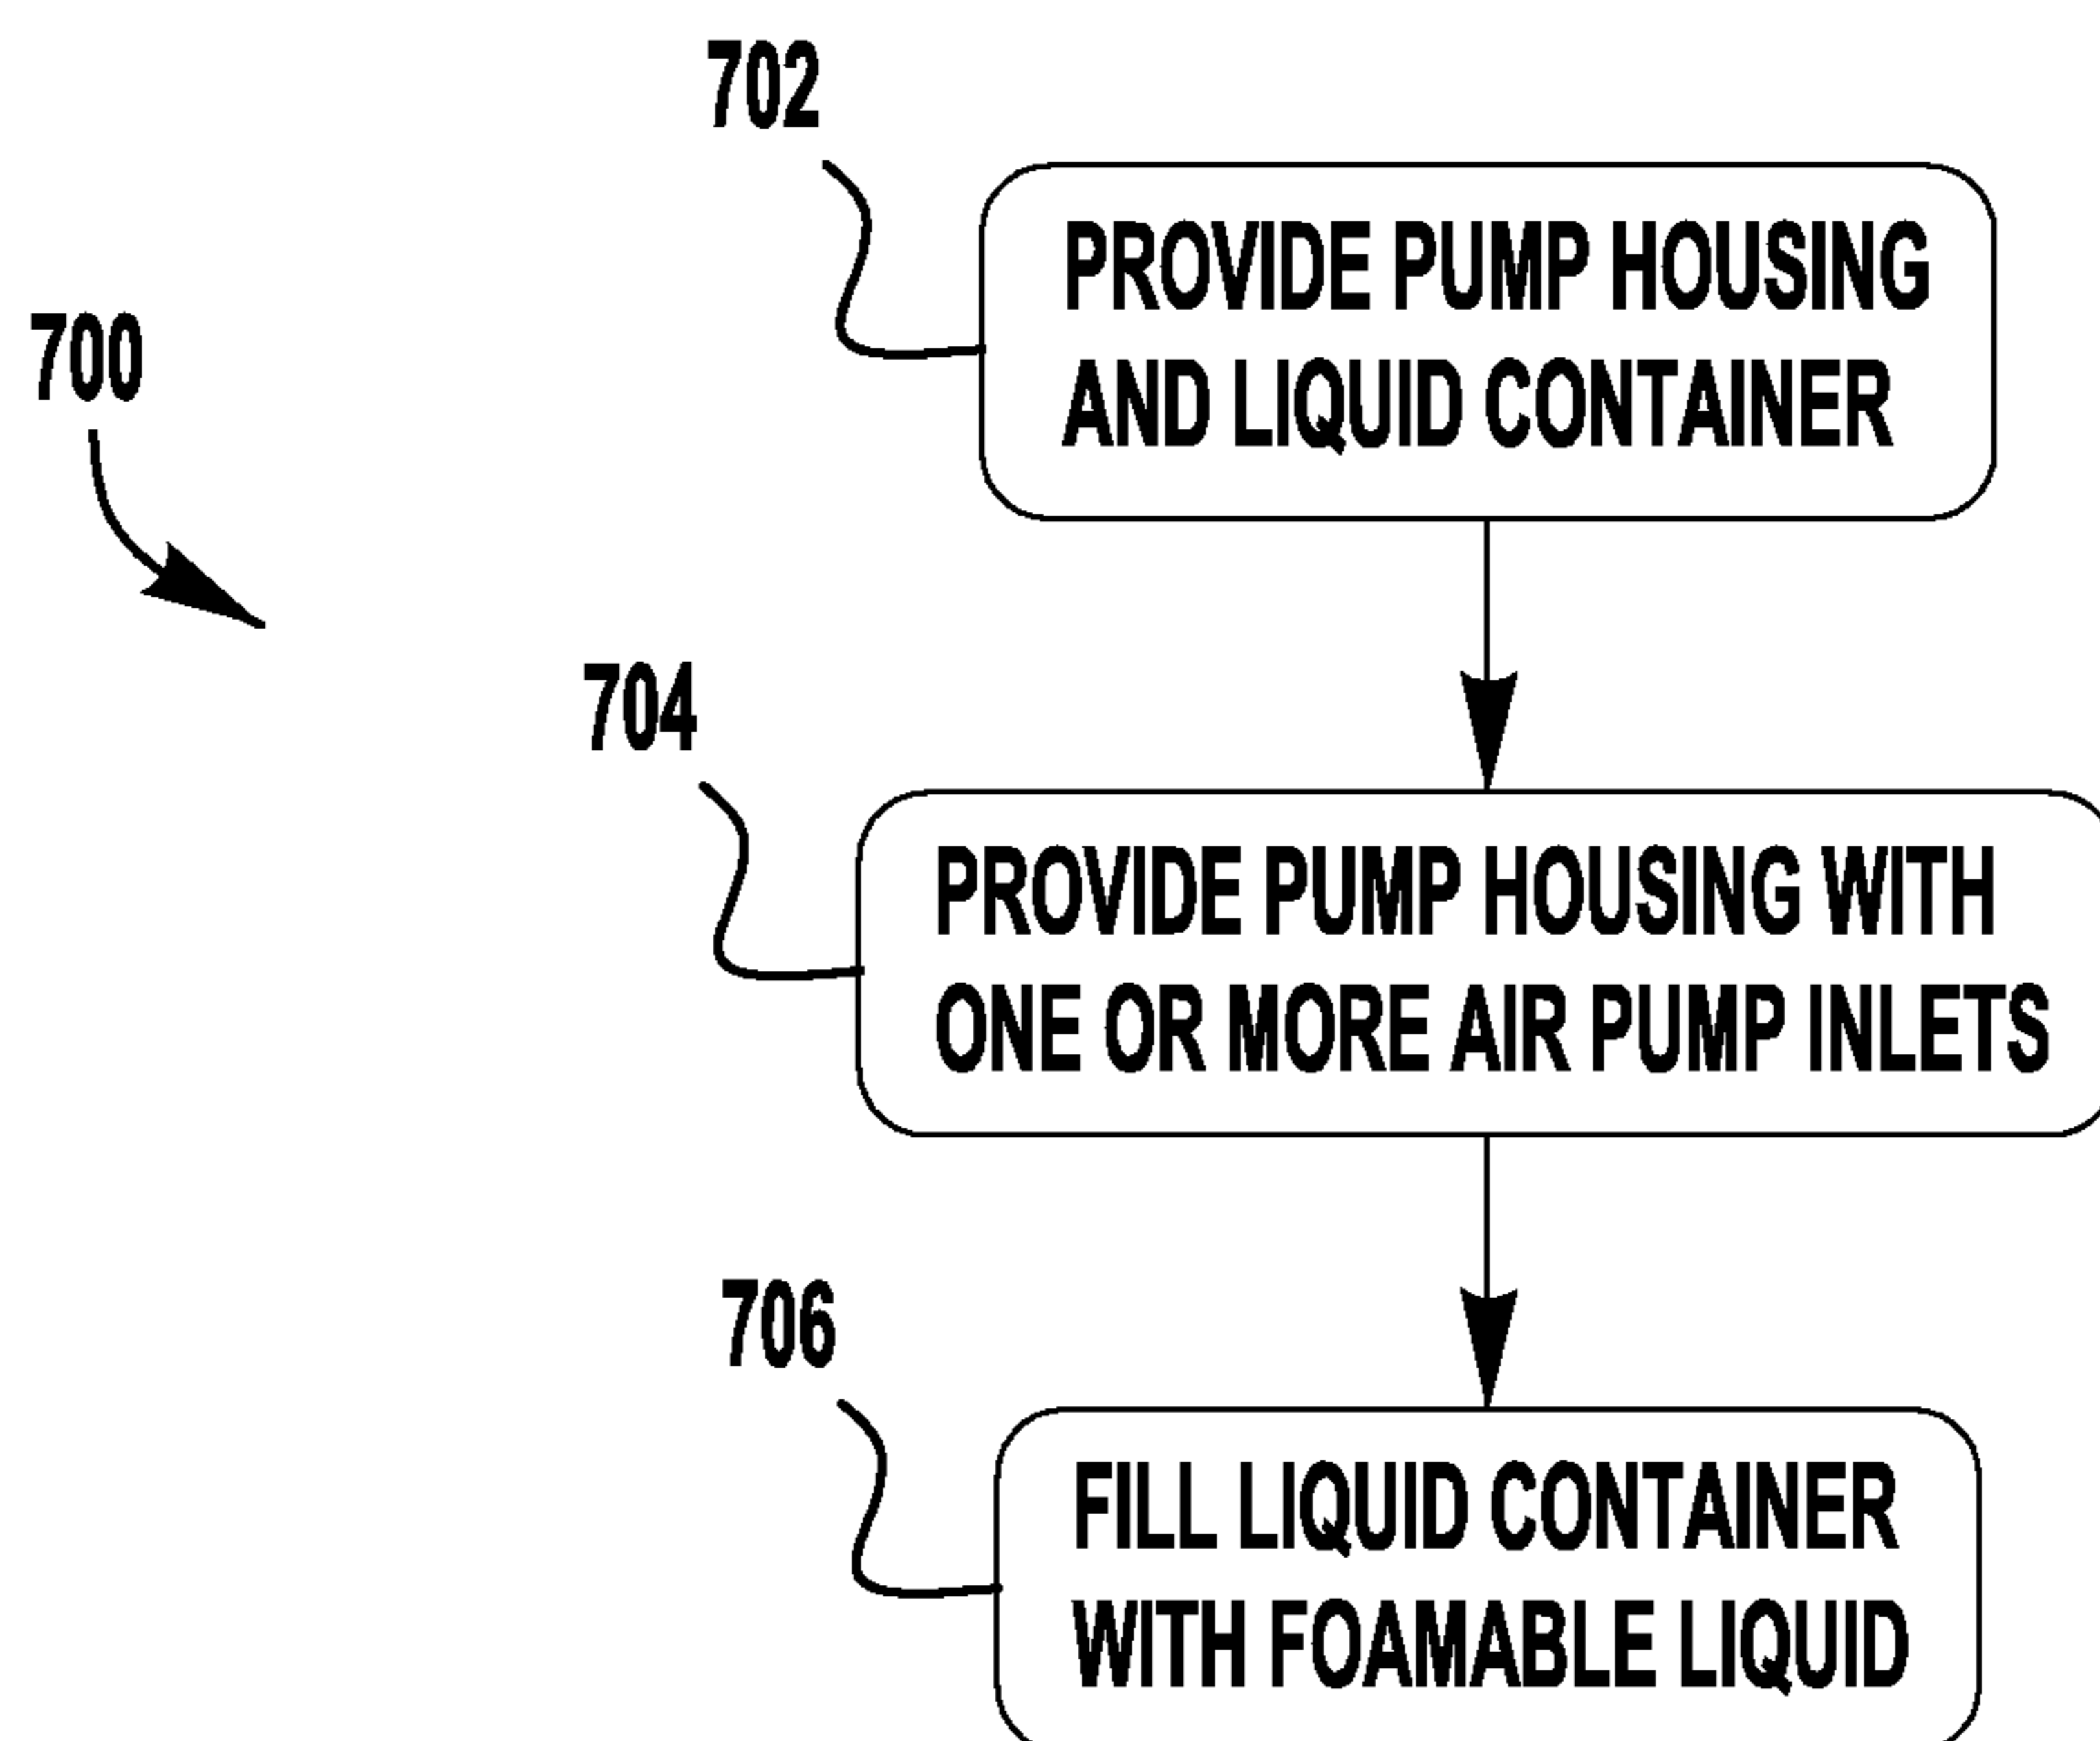 702
PROVIDE PUMP HOUSING
AND LIQUID CONTAINER
700
704
PROVIDE PUMP HOUSING WITH
ONE OR MORE AIR PUMP INLETS
706
FILL LIQUID CONTAINER
WITH FOAMABLE LIQUID